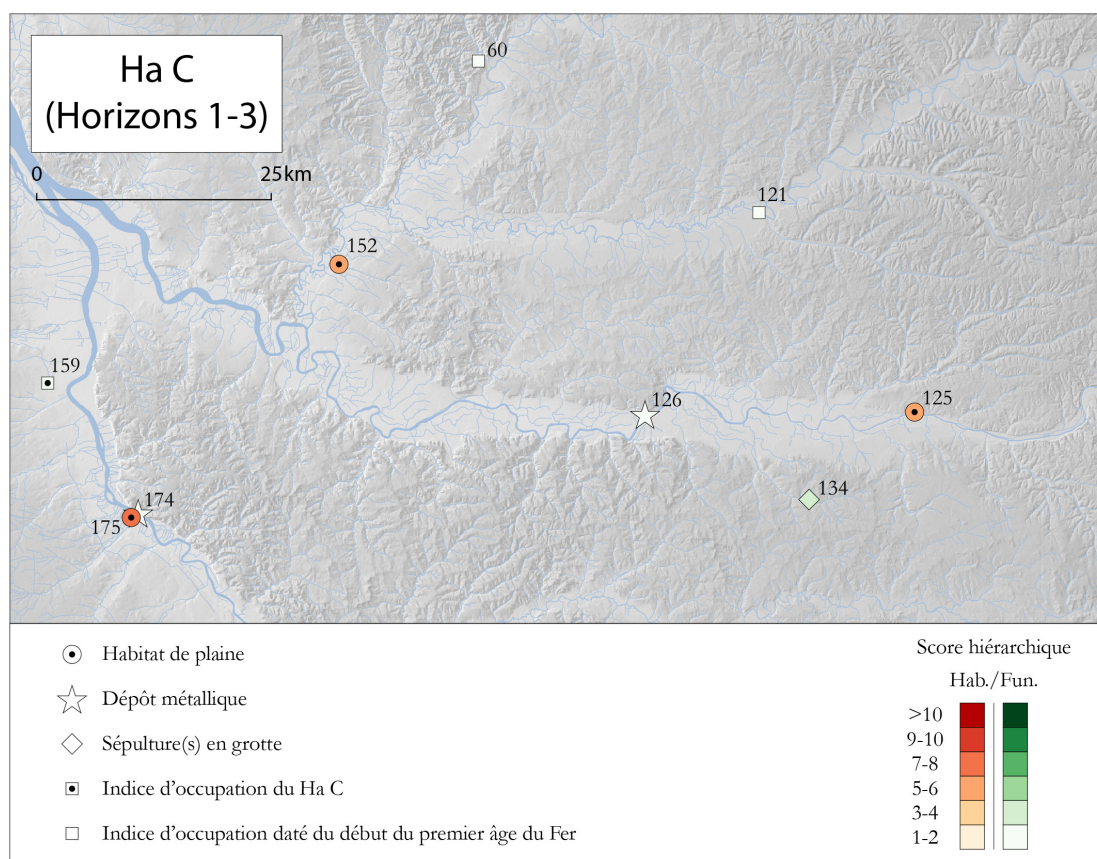 Ha C
(Horizons 1-3)
0 25km
60
121
152
159
126
125
134
174
175
Habitat de plaine
Dépôt métallique
Sépulture(s) en grotte
Indice d'occupation du Ha C
Indice d'occupation daté du début du premier âge du Fer
Score hiérarchique
Hab./Fun.
>10
9-10
7-8
5-6
3-4
1-2